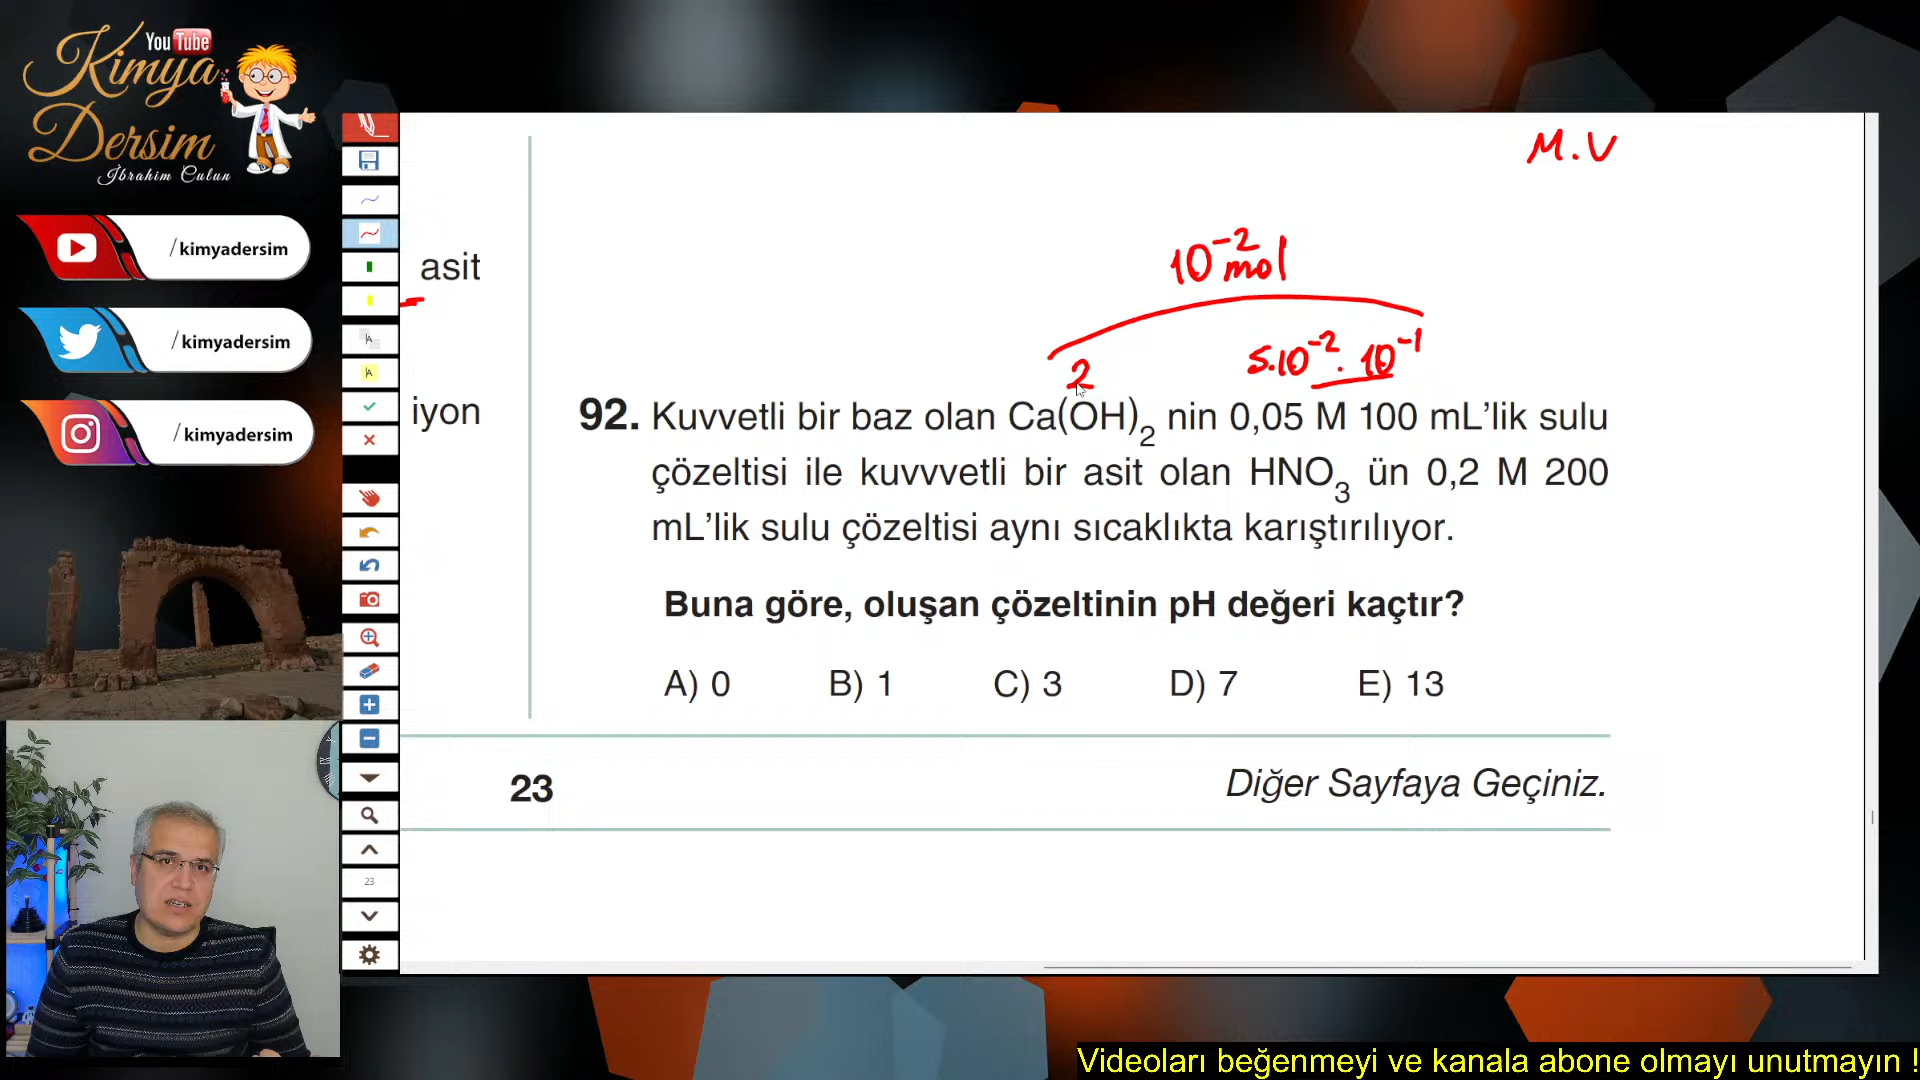 You Tube
Kimya
Dersim
İbrahim Culun
/kimyadersim
/kimyadersim
/kimyadersim
asit
iyon
A
A
23
M.V
10⁻² mol
2
5.10⁻² . 10⁻¹
92. Kuvvetli bir baz olan Ca(OH)₂ nin 0,05 M 100 mL’lik sulu
çözeltisi ile kuvvvetli bir asit olan HNO₃ ün 0,2 M 200
mL’lik sulu çözeltisi aynı sıcaklıkta karıştırılıyor.
Buna göre, oluşan çözeltinin pH değeri kaçtır?
A) 0 B) 1 C) 3 D) 7 E) 13
23
Diğer Sayfaya Geçiniz.
Videoları beğenmeyi ve kanala abone olmayı unutmayın !